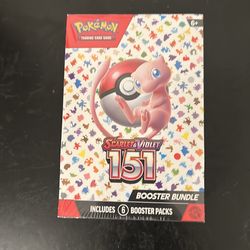 POKÉMON
TRADING CARD GAME
6+
SCARLET & VIOLET
151
BOOSTER BUNDLE
INCLUDES 6 BOOSTER PACKS